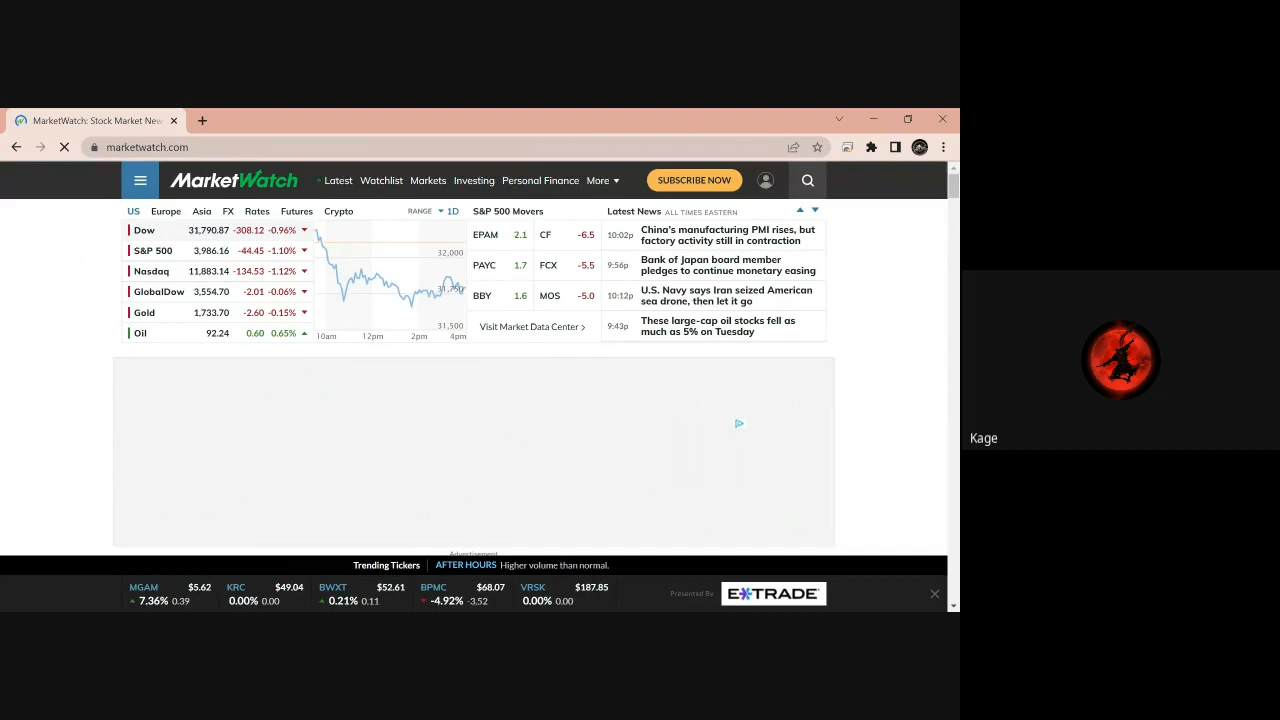 MarketWatch: Stock Market New
marketwatch.com
MarketWatch Latest Watchlist Markets Investing Personal Finance More SUBSCRIBE NOW
US Europe Asia FX Rates Futures Crypto RANGE 1D
Dow 31,790.87 -308.12 -0.96%
S&P 500 3,986.16 -44.45 -1.10%
Nasdaq 11,883.14 -134.53 -1.12%
GlobalDow 3,554.70 -2.01 -0.06%
Gold 1,733.70 -2.60 -0.15%
Oil 92.24 0.60 0.65%
32,000
31,750
31,500
10am 12pm 2pm 4pm
S&P 500 Movers
EPAM 2.1 CF -6.5
PAYC 1.7 FCX -5.5
BBY 1.6 MOS -5.0
Visit Market Data Center >
Latest News ALL TIMES EASTERN
10:02p China's manufacturing PMI rises, but
factory activity still in contraction
9:56p Bank of Japan board member
pledges to continue monetary easing
10:12p U.S. Navy says Iran seized American
sea drone, then let it go
9:43p These large-cap oil stocks fell as
much as 5% on Tuesday
Advertisement
Trending Tickers AFTER HOURS Higher volume than normal.
MGAM $5.62 KRC $49.04 BWXT $52.61 BPMC $68.07 VRSK $187.85
7.36% 0.39 0.00% 0.00 0.21% 0.11 -4.92% -3.52 0.00% 0.00
Presented By E*TRADE
Kage